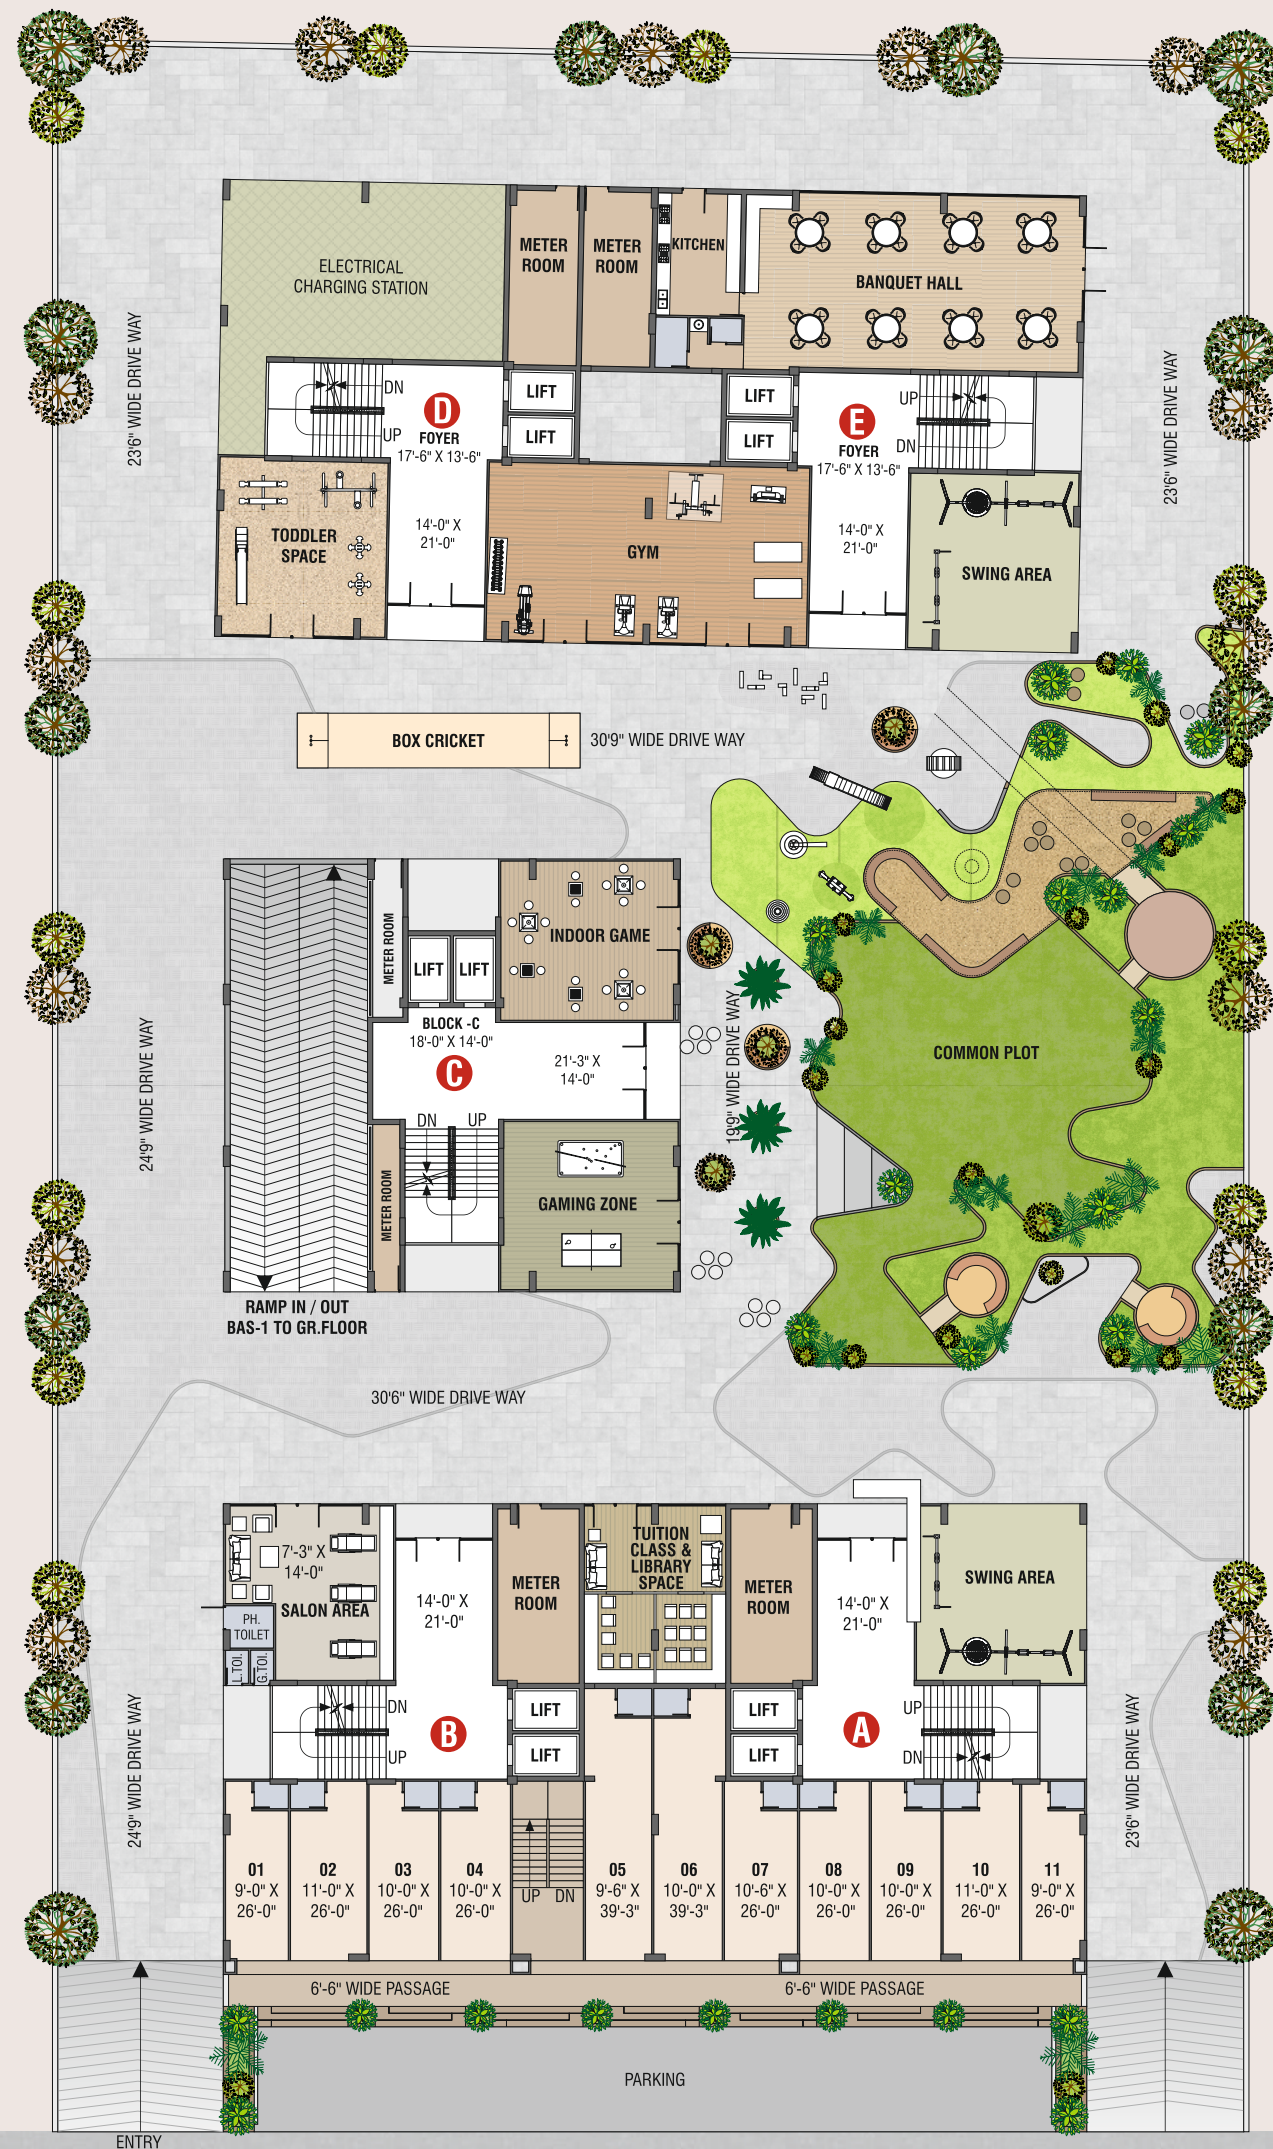 ELECTRICAL
CHARGING STATION
METER
ROOM
METER
ROOM
KITCHEN
BANQUET HALL
23'6" WIDE DRIVE WAY
23'6" WIDE DRIVE WAY
DN
UP
D
FOYER
17'-6" X 13'-6"
LIFT
LIFT
LIFT
LIFT
E
FOYER
17'-6" X 13'-6"
UP
DN
TODDLER
SPACE
14'-0" X
21'-0"
GYM
14'-0" X
21'-0"
SWING AREA
BOX CRICKET
30'9" WIDE DRIVE WAY
METER ROOM
LIFT
LIFT
INDOOR GAME
BLOCK -C
18'-0" X 14'-0"
C
21'-3" X
14'-0"
24'9" WIDE DRIVE WAY
19'9" WIDE DRIVE WAY
COMMON PLOT
DN
UP
METER ROOM
GAMING ZONE
RAMP IN / OUT
BAS-1 TO GR.FLOOR
30'6" WIDE DRIVE WAY
7'-3" X
14'-0"
SALON AREA
PH.
TOILET
L.TOI.
G.TOI.
14'-0" X
21'-0"
METER
ROOM
TUITION
CLASS &
LIBRARY
SPACE
METER
ROOM
14'-0" X
21'-0"
SWING AREA
DN
UP
B
LIFT
LIFT
LIFT
LIFT
A
UP
DN
24'9" WIDE DRIVE WAY
23'6" WIDE DRIVE WAY
01
9'-0" X
26'-0"
02
11'-0" X
26'-0"
03
10'-0" X
26'-0"
04
10'-0" X
26'-0"
UP
DN
05
9'-6" X
39'-3"
06
10'-0" X
39'-3"
07
10'-6" X
26'-0"
08
10'-0" X
26'-0"
09
10'-0" X
26'-0"
10
11'-0" X
26'-0"
11
9'-0" X
26'-0"
6'-6" WIDE PASSAGE
6'-6" WIDE PASSAGE
PARKING
ENTRY